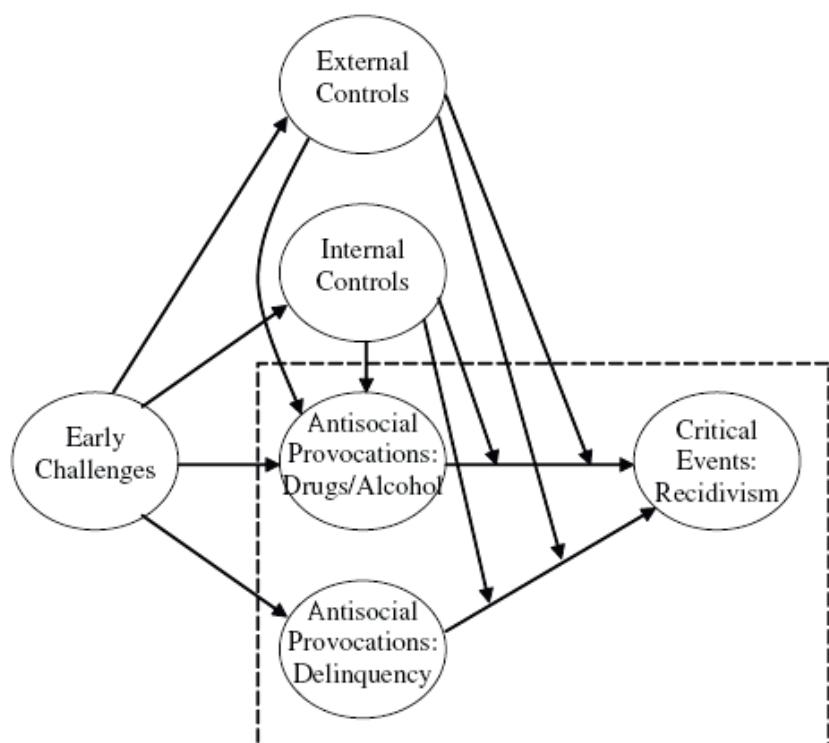 External
Controls
Internal
Controls
Early
Challenges
Antisocial
Provocations:
Drugs/Alcohol
Critical
Events:
Recidivism
Antisocial
Provocations:
Delinquency